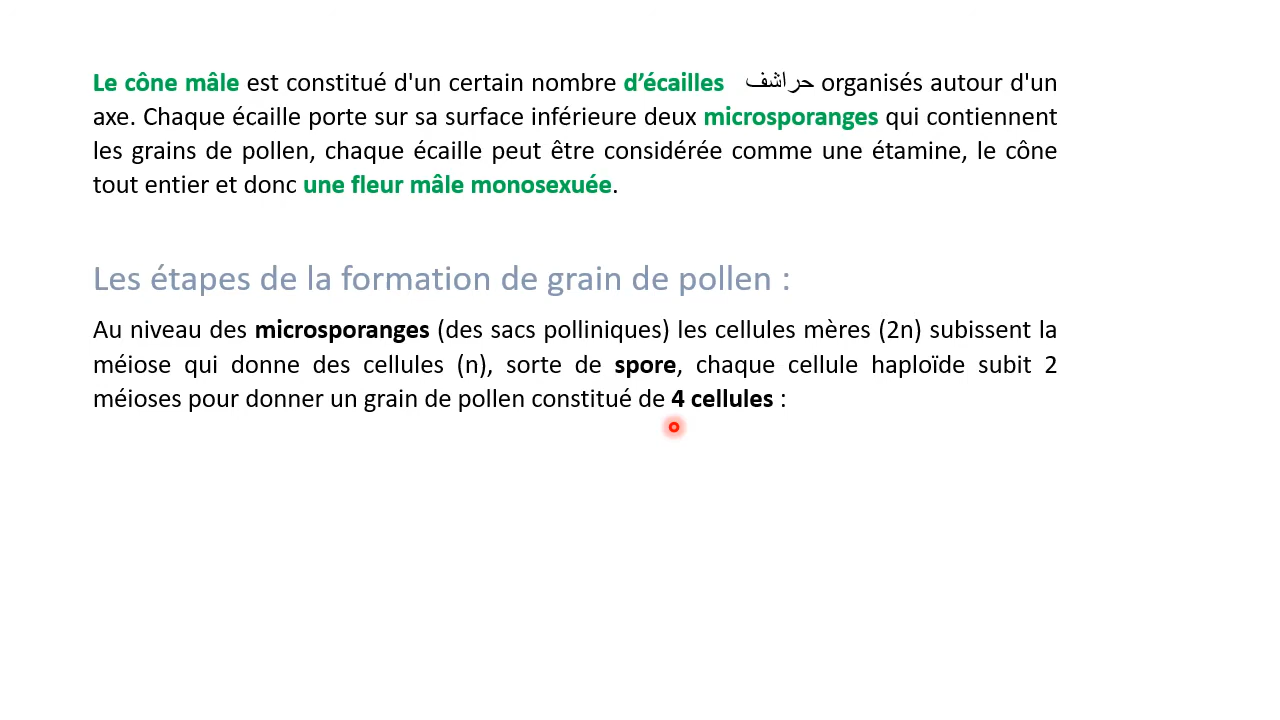 Le cône mâle est constitué d'un certain nombre d’écailles حراشف organisés autour d'un
axe. Chaque écaille porte sur sa surface inférieure deux microsporanges qui contiennent
les grains de pollen, chaque écaille peut être considérée comme une étamine, le cône
tout entier et donc une fleur mâle monosexuée.
Les étapes de la formation de grain de pollen :
Au niveau des microsporanges (des sacs polliniques) les cellules mères (2n) subissent la
méiose qui donne des cellules (n), sorte de spore, chaque cellule haploïde subit 2
méioses pour donner un grain de pollen constitué de 4 cellules :